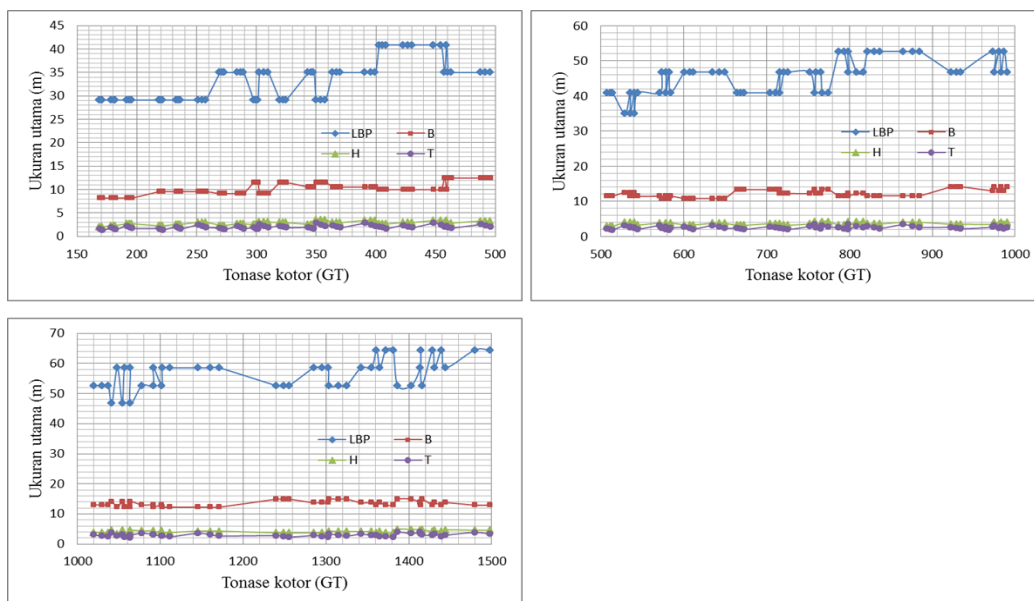 45
40
35
30
25
20
15
10
5
0
Ukuran utama (m)
LBP B
H T
150 200 250 300 350 400 450 500
Tonase kotor (GT)
60
50
40
30
20
10
0
Ukuran utama (m)
LBP B
H T
500 600 700 800 900 1000
Tonase kotor (GT)
70
60
50
40
30
20
10
0
Ukuran utama (m)
LBP B
H T
1000 1100 1200 1300 1400 1500
Tonase kotor (GT)